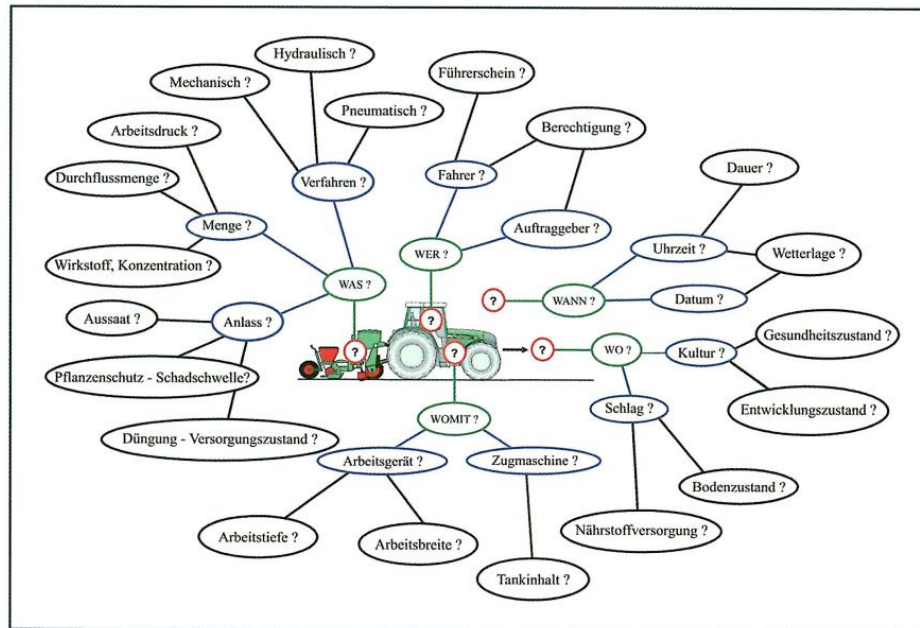 Hydraulisch ?
Mechanisch ?
Pneumatisch ?
Führerschein ?
Arbeitsdruck ?
Berechtigung ?
Durchflussmenge ?
Verfahren ?
Fahrer ?
Dauer ?
Menge ?
Auftraggeber ?
Uhrzeit ?
Wetterlage ?
Wirkstoff, Konzentration ?
WER ?
WAS ?
?
WANN ?
Datum ?
Aussaat ?
Anlass ?
?
Gesundheitszustand ?
?
?
?
WO ?
Kultur ?
Pflanzenschutz - Schadschwelle?
Schlag ?
Entwicklungszustand ?
WOMIT ?
Düngung - Versorgungszustand ?
Arbeitsgerät ?
Zugmaschine ?
Bodenzustand ?
Arbeitstiefe ?
Arbeitsbreite ?
Nährstoffversorgung ?
Tankinhalt ?